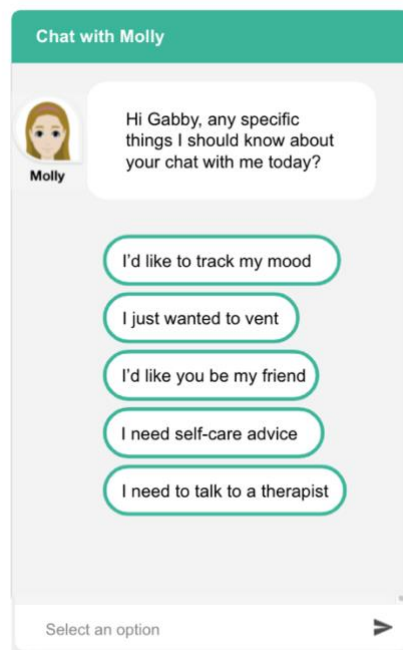 Chat with Molly
Hi Gabby, any specific
things I should know about
your chat with me today?
Molly
I'd like to track my mood
I just wanted to vent
I'd like you be my friend
I need self-care advice
I need to talk to a therapist
Select an option